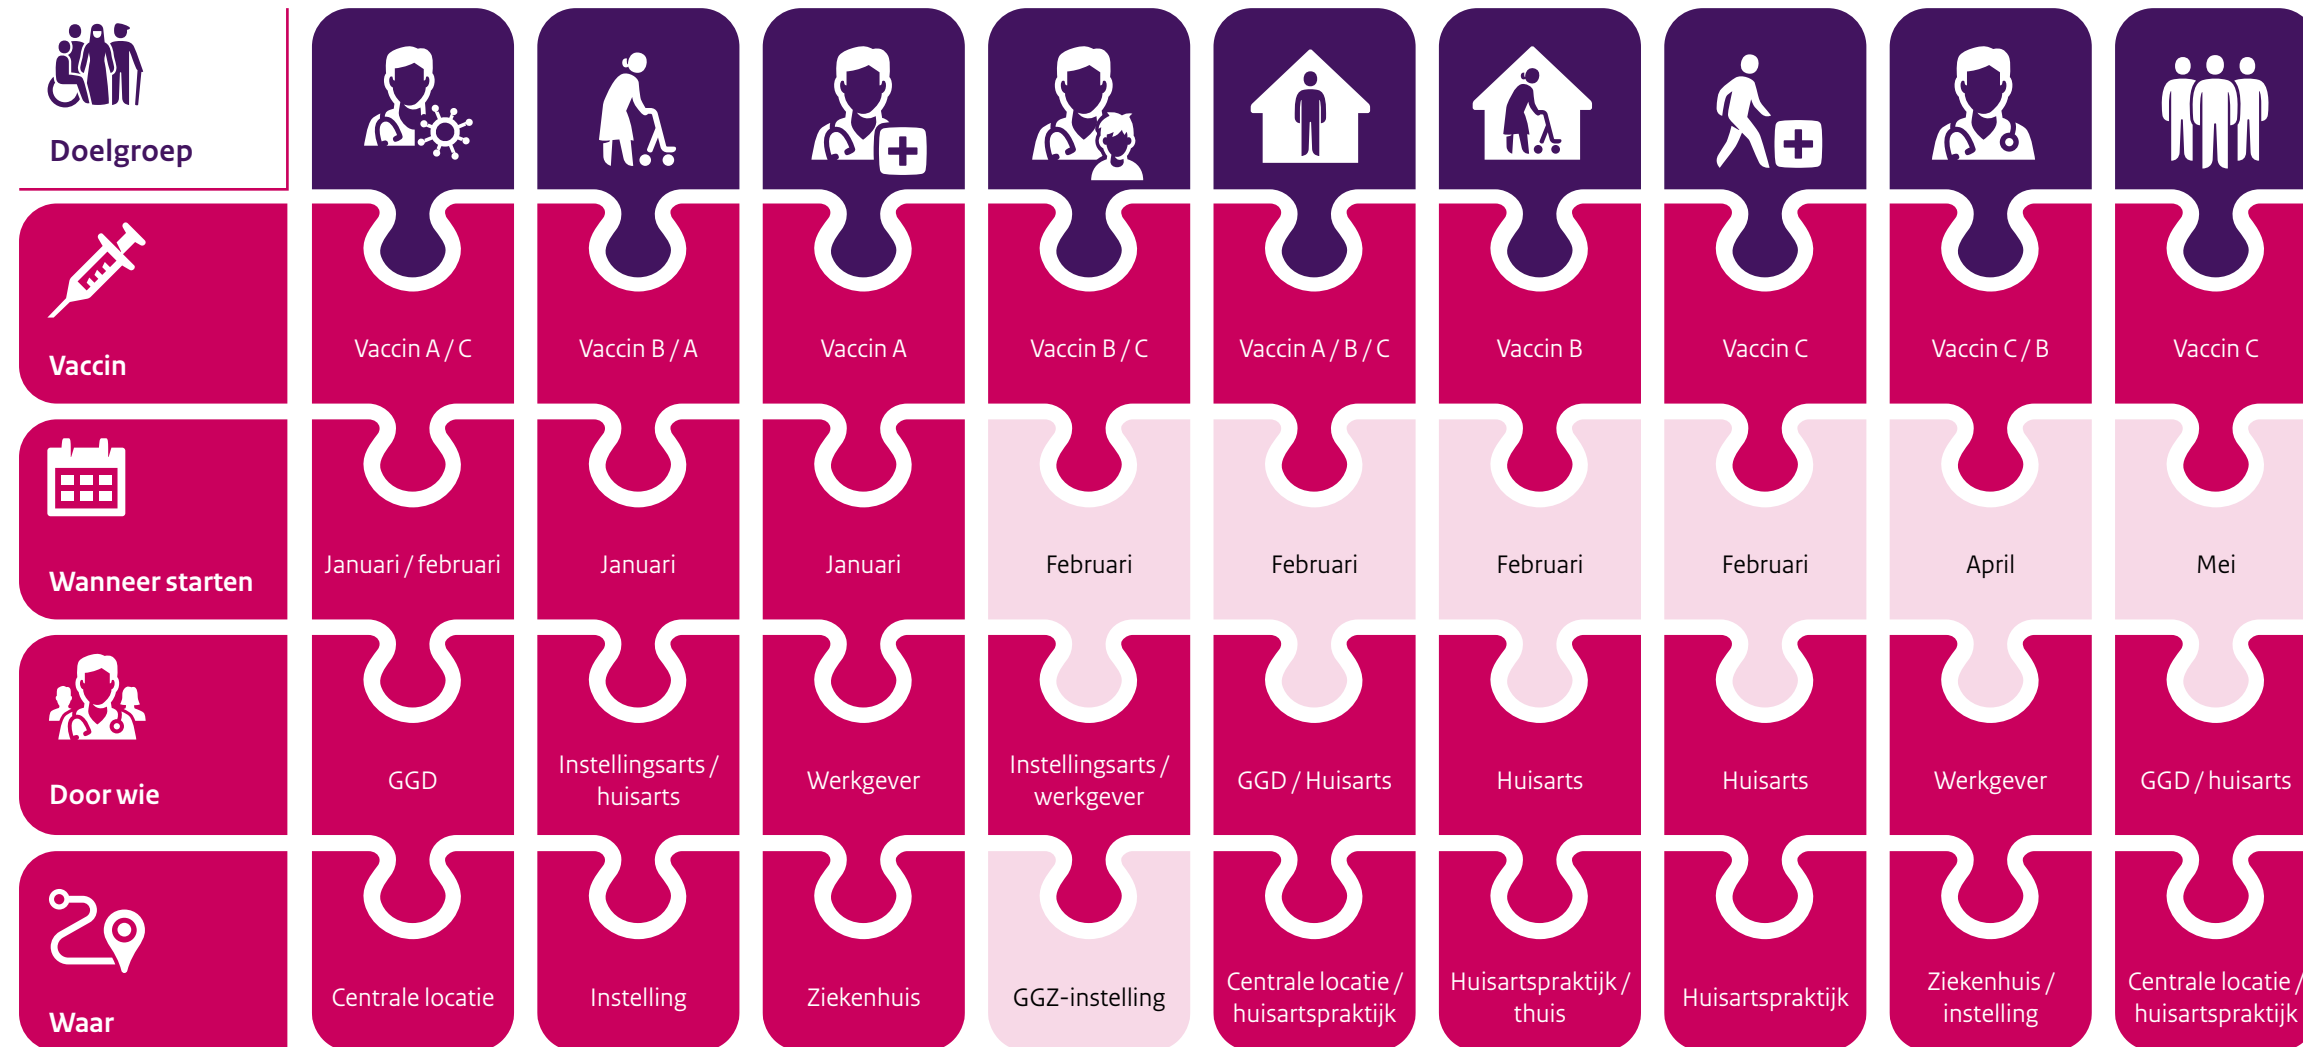 Doelgroep
Vaccin
Vaccin A / C
Vaccin B / A
Vaccin A
Vaccin B / C
Vaccin A / B / C
Vaccin B
Vaccin C
Vaccin C / B
Vaccin C
Wanneer starten
Januari / februari
Januari
Januari
Februari
Februari
Februari
Februari
April
Mei
Door wie
GGD
Instellingsarts /
huisarts
Werkgever
Instellingsarts /
werkgever
GGD / Huisarts
Huisarts
Huisarts
Werkgever
GGD / huisarts
Waar
Centrale locatie
Instelling
Ziekenhuis
GGZ-instelling
Centrale locatie /
huisartspraktijk
Huisartspraktijk /
thuis
Huisartspraktijk
Ziekenhuis /
instelling
Centrale locatie /
huisartspraktijk